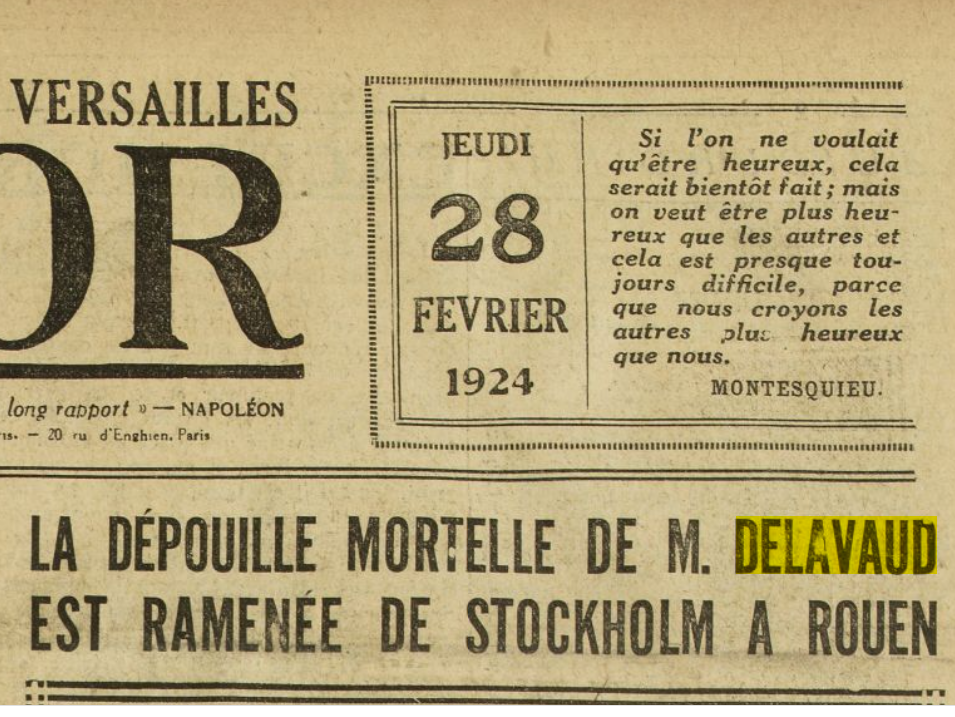 VERSAILLES
OR
long rapport » — NAPOLÉON
20 ru d'Enghien. Paris
JEUDI
28
FEVRIER
1924
Si l'on ne voulait
qu'être heureux, cela
serait bientôt fait ; mais
on veut être plus heu-
reux que les autres et
cela est presque tou-
jours difficile, parce
que nous croyons les
autres plus heureux
que nous.
MONTESQUIEU.
LA DÉPOUILLE MORTELLE DE M. DELAVAUD
EST RAMENÉE DE STOCKHOLM A ROUEN